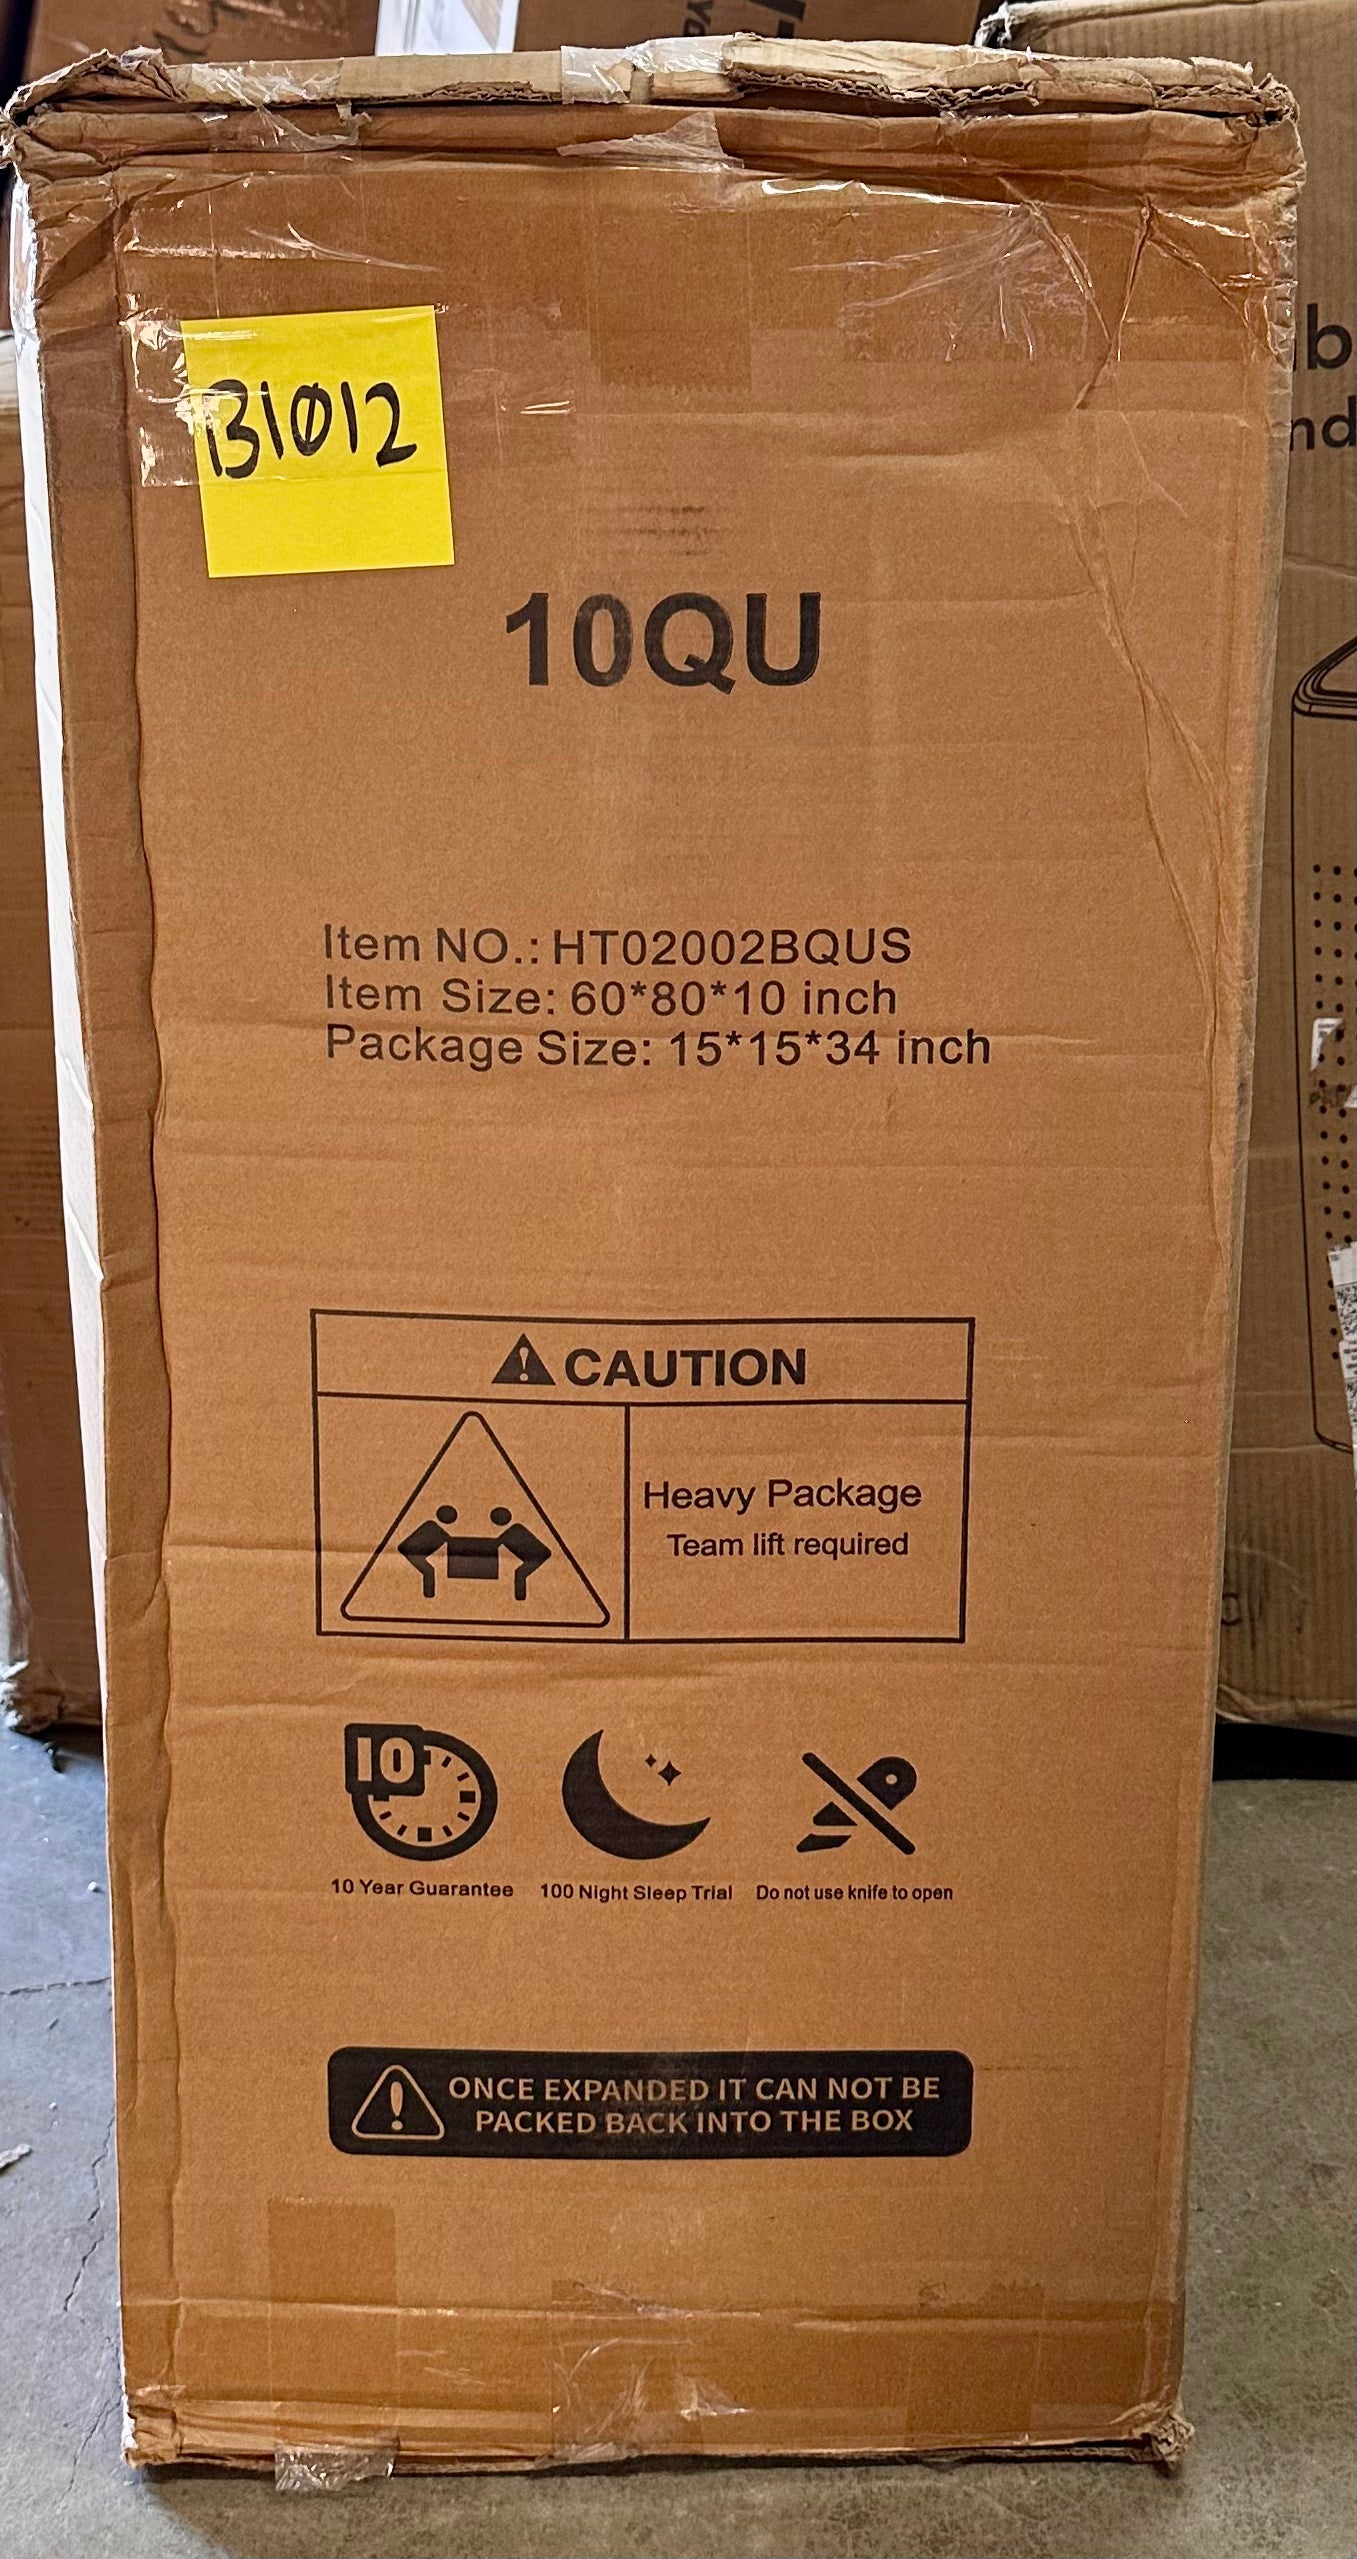 B1012
10QU
Item NO.: HT02002BQUS
Item Size: 60*80*10 inch
Package Size: 15*15*34 inch
CAUTION
Heavy Package
Team lift required
10
10 Year Guarantee
100 Night Sleep Trial
Do not use knife to open
ONCE EXPANDED IT CAN NOT BE
PACKED BACK INTO THE BOX